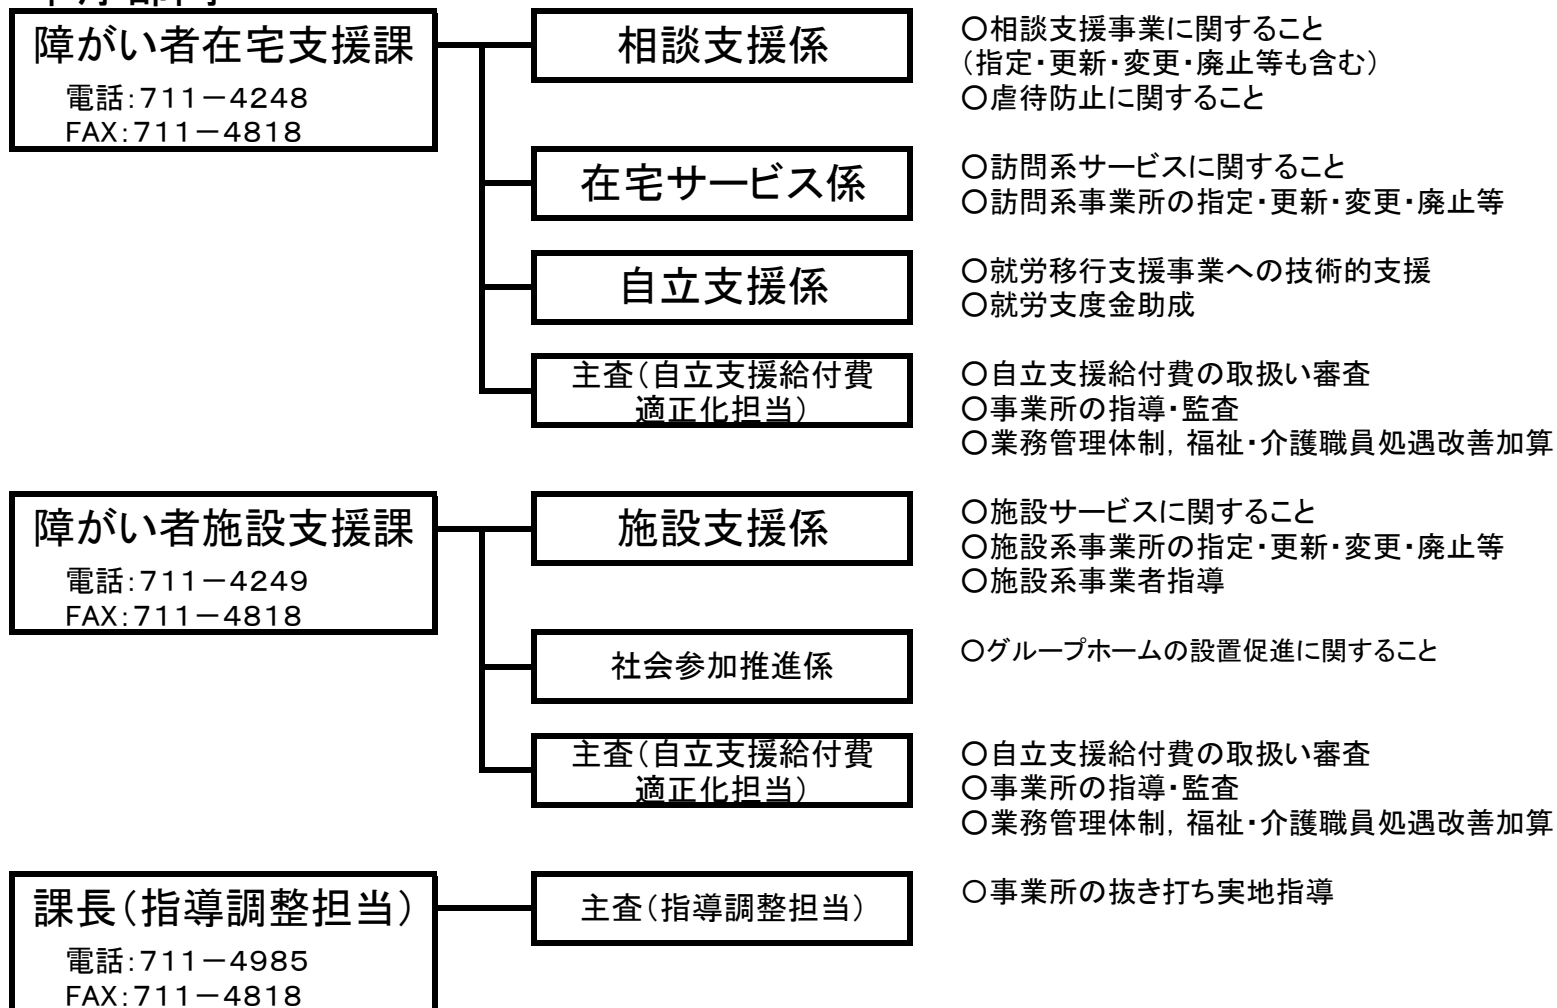 障がい者在宅支援課
電話:711－4248
FAX:711－4818
相談支援係
○相談支援事業に関すること
(指定・更新・変更・廃止等も含む)
○虐待防止に関すること
在宅サービス係
○訪問系サービスに関すること
○訪問系事業所の指定・更新・変更・廃止等
自立支援係
○就労移行支援事業への技術的支援
○就労支度金助成
主査(自立支援給付費
適正化担当)
○自立支援給付費の取扱い審査
○事業所の指導・監査
○業務管理体制, 福祉・介護職員処遇改善加算
障がい者施設支援課
電話:711－4249
FAX:711－4818
施設支援係
○施設サービスに関すること
○施設系事業所の指定・更新・変更・廃止等
○施設系事業者指導
社会参加推進係
○グループホームの設置促進に関すること
主査(自立支援給付費
適正化担当)
○自立支援給付費の取扱い審査
○事業所の指導・監査
○業務管理体制, 福祉・介護職員処遇改善加算
課長(指導調整担当)
電話:711－4985
FAX:711－4818
主査(指導調整担当)
○事業所の抜き打ち実地指導